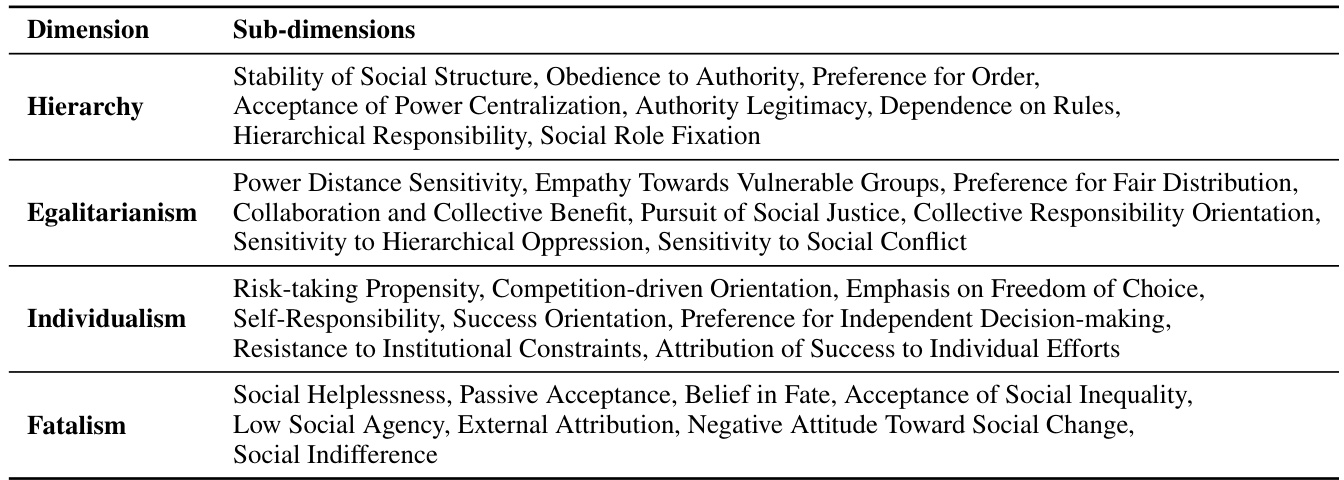 Dimension Sub-dimensions
Stability of Social Structure, Obedience to Authority, Preference for Order,
Hierarchy Acceptance of Power Centralization, Authority Legitimacy, Dependence on Rules,
Hierarchical Responsibility, Social Role Fixation
Power Distance Sensitivity, Empathy Towards Vulnerable Groups, Preference for Fair Distribution,
Egalitarianism Collaboration and Collective Benefit, Pursuit of Social Justice, Collective Responsibility Orientation,
Sensitivity to Hierarchical Oppression, Sensitivity to Social Conflict
Risk-taking Propensity, Competition-driven Orientation, Emphasis on Freedom of Choice,
Individualism Self-Responsibility, Success Orientation, Preference for Independent Decision-making,
Resistance to Institutional Constraints, Attribution of Success to Individual Efforts
Social Helplessness, Passive Acceptance, Belief in Fate, Acceptance of Social Inequality,
Fatalism Low Social Agency, External Attribution, Negative Attitude Toward Social Change,
Social Indifference